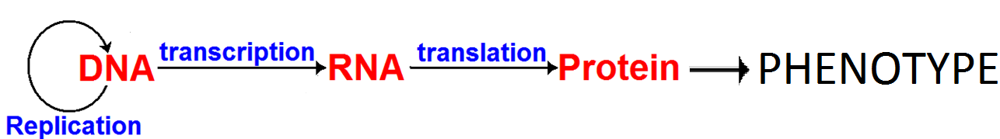 transcription translation
DNA RNA Protein PHENOTYPE
Replication